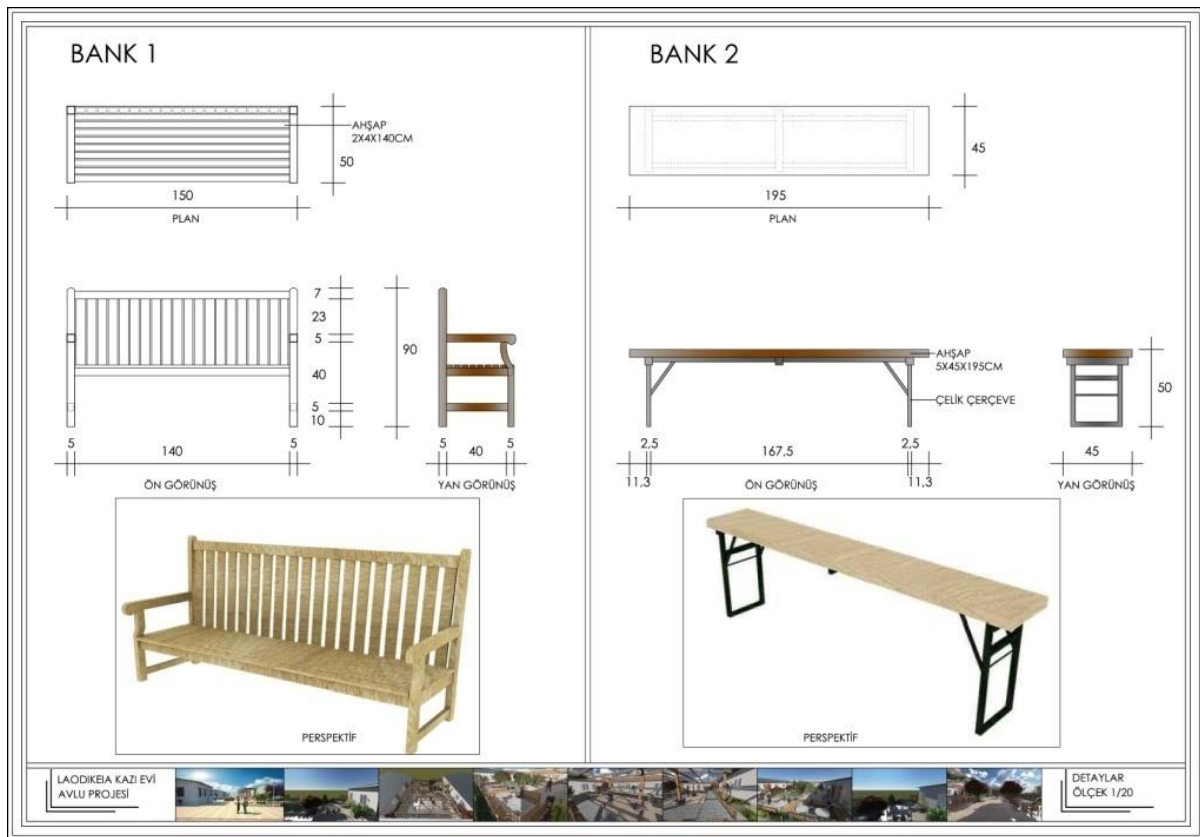 BANK 1
AHŞAP
2X4X140CM
50
150
PLAN
7
23
5
40
5
10
90
5
140
5
ÖN GÖRÜNÜŞ
5
40
5
YAN GÖRÜNÜŞ
PERSPEKTİF
BANK 2
45
195
PLAN
AHŞAP
5X45X195CM
ÇELİK ÇERÇEVE
50
2,5
167,5
2,5
11,3
ÖN GÖRÜNÜŞ
11,3
45
YAN GÖRÜNÜŞ
PERSPEKTİF
LAODIKEIA KAZI EVİ
AVLU PROJESİ
DETAYLAR
ÖLÇEK 1/20